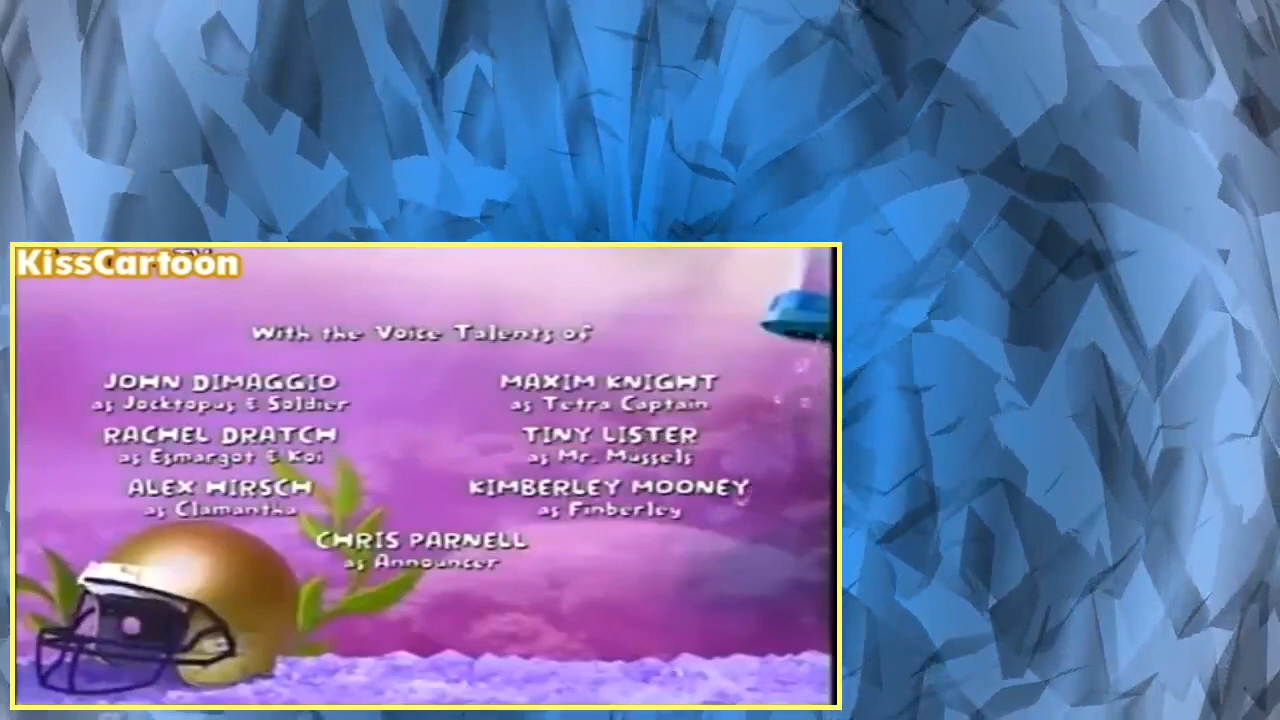 KissCartoon
With the Voice Talents of
JOHN DIMAGGIO
as Jocktopus & Soldier
MAXIM KNIGHT
as Tetra Captain
RACHEL DRATCH
as Esmargot & Koi
TINY LISTER
as Mr. Mussels
ALEX HIRSCH
as Clamantha
KIMBERLEY MOONEY
as Finberley
CHRIS PARNELL
as Announcer